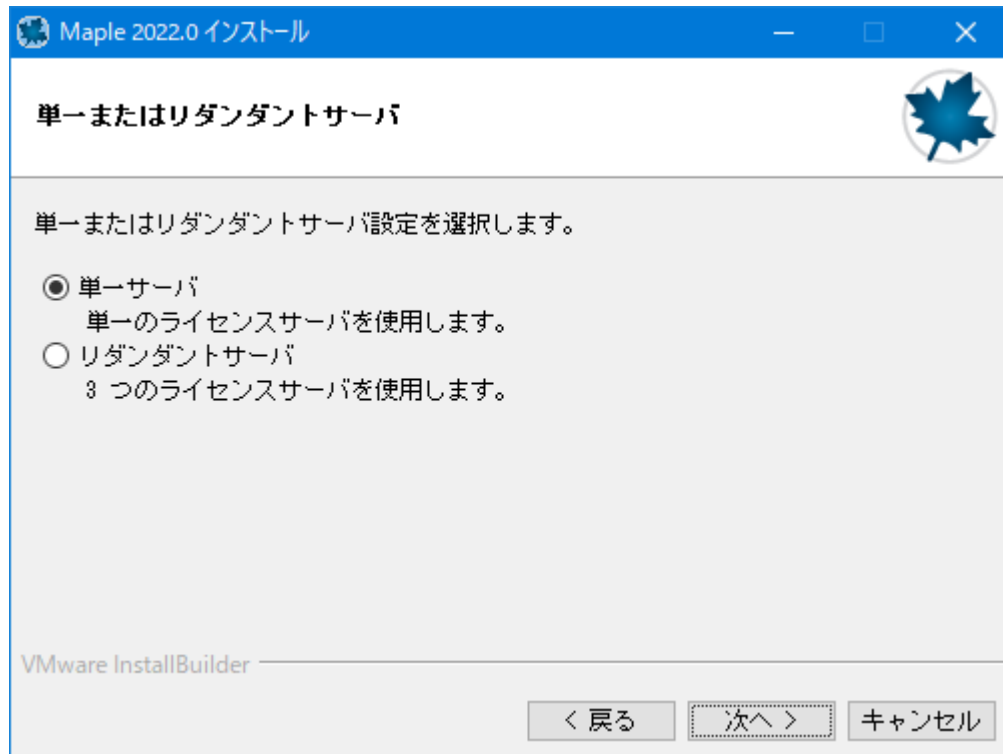 Maple 2022.0 インストール
単一またはリダンダントサーバ
単一またはリダンダントサーバ設定を選択します。
単一サーバ
単一のライセンスサーバを使用します。
リダンダントサーバ
3 つのライセンスサーバを使用します。
VMware InstallBuilder
< 戻る 次へ > キャンセル